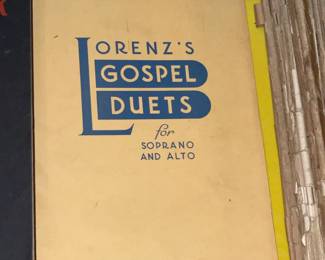 LORENZ'S
GOSPEL
DUETS
for
SOPRANO
AND ALTO